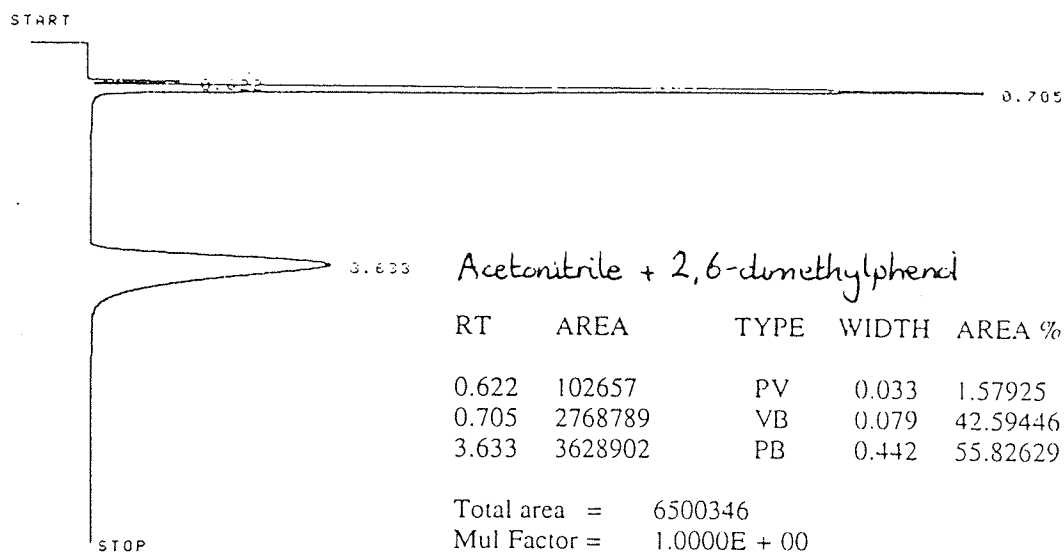 START
0.622
0.705
3.633
Acetonitrile + 2,6-dimethylphenol
RT AREA TYPE WIDTH AREA %
0.622 102657 PV 0.033 1.57925
0.705 2768789 VB 0.079 42.59446
3.633 3628902 PB 0.442 55.82629
Total area = 6500346
Mul Factor = 1.0000E + 00
STOP